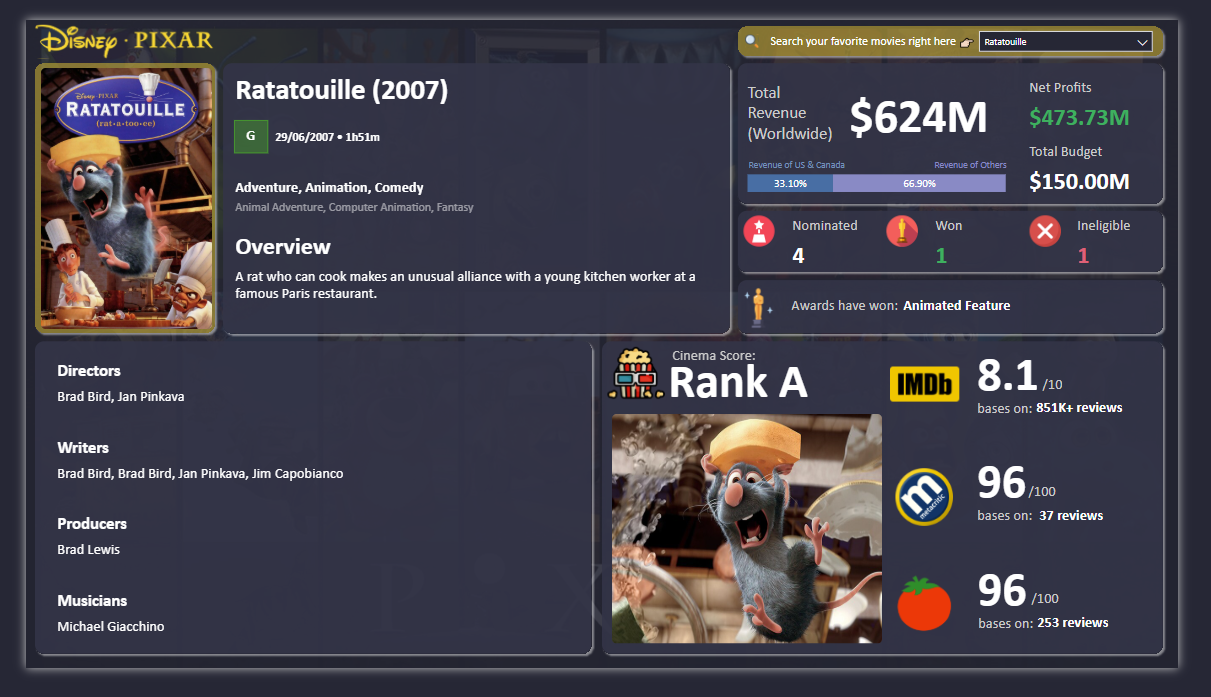 Disney · PIXAR
Search your favorite movies right here
Ratatouille
Disney PIXAR
RATATOUILLE
(rat•a•too•ee)
Ratatouille (2007)
G
29/06/2007 • 1h51m
Adventure, Animation, Comedy
Animal Adventure, Computer Animation, Fantasy
Overview
A rat who can cook makes an unusual alliance with a young kitchen worker at a
famous Paris restaurant.
Total
Revenue
(Worldwide)
$624M
Revenue of US & Canada
Revenue of Others
33.10%
66.90%
Net Profits
$473.73M
Total Budget
$150.00M
Nominated
4
Won
1
Ineligible
1
Awards have won: Animated Feature
Directors
Brad Bird, Jan Pinkava
Writers
Brad Bird, Brad Bird, Jan Pinkava, Jim Capobianco
Producers
Brad Lewis
Musicians
Michael Giacchino
Cinema Score:
Rank A
IMDb
8.1 /10
bases on: 851K+ reviews
m
metacritic
96 /100
bases on: 37 reviews
96 /100
bases on: 253 reviews
P I X